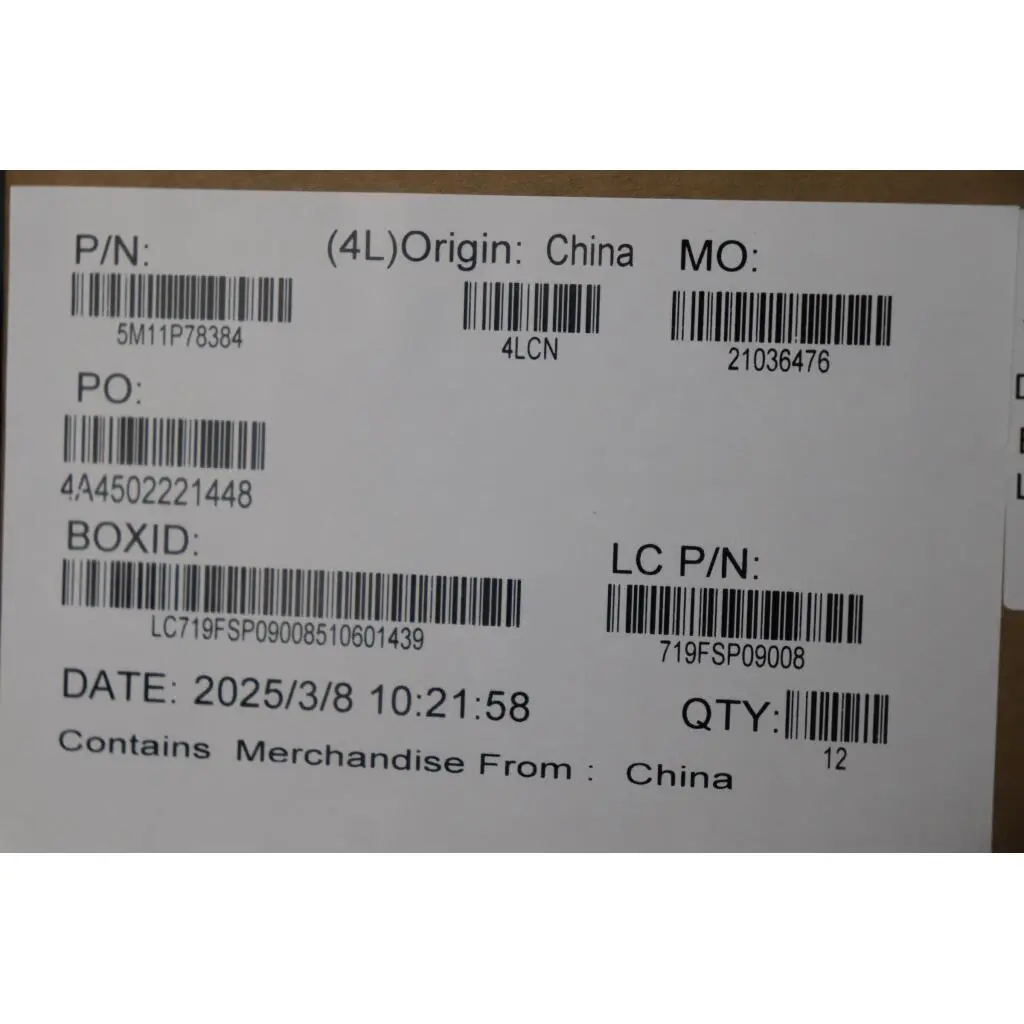 P/N: (4L)Origin: China MO:
5M11P78384 4LCN 21036476
PO:
4A4502221448
BOXID: LC P/N:
LC719FSP09008510601439 719FSP09008
DATE: 2025/3/8 10:21:58 QTY:
12
Contains Merchandise From : China